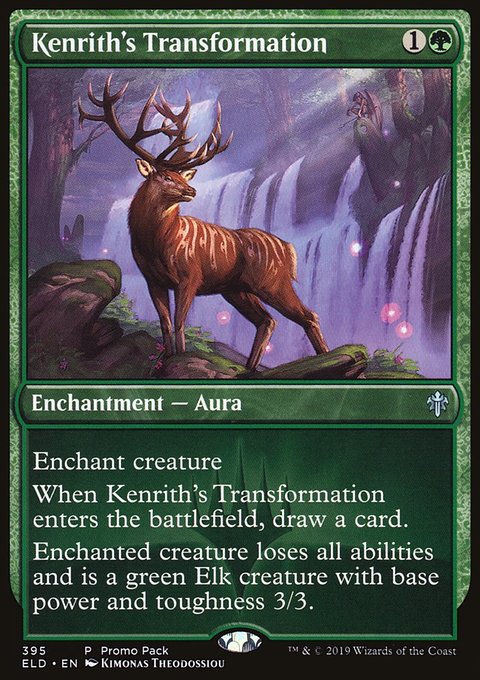 Kenrith's Transformation 1
Enchantment — Aura
Enchant creature
When Kenrith's Transformation
enters the battlefield, draw a card.
Enchanted creature loses all abilities
and is a green Elk creature with base
power and toughness 3/3.
395 P Promo Pack ™ & © 2019 Wizards of the Coast
ELD • EN Kimonas Theodossiou